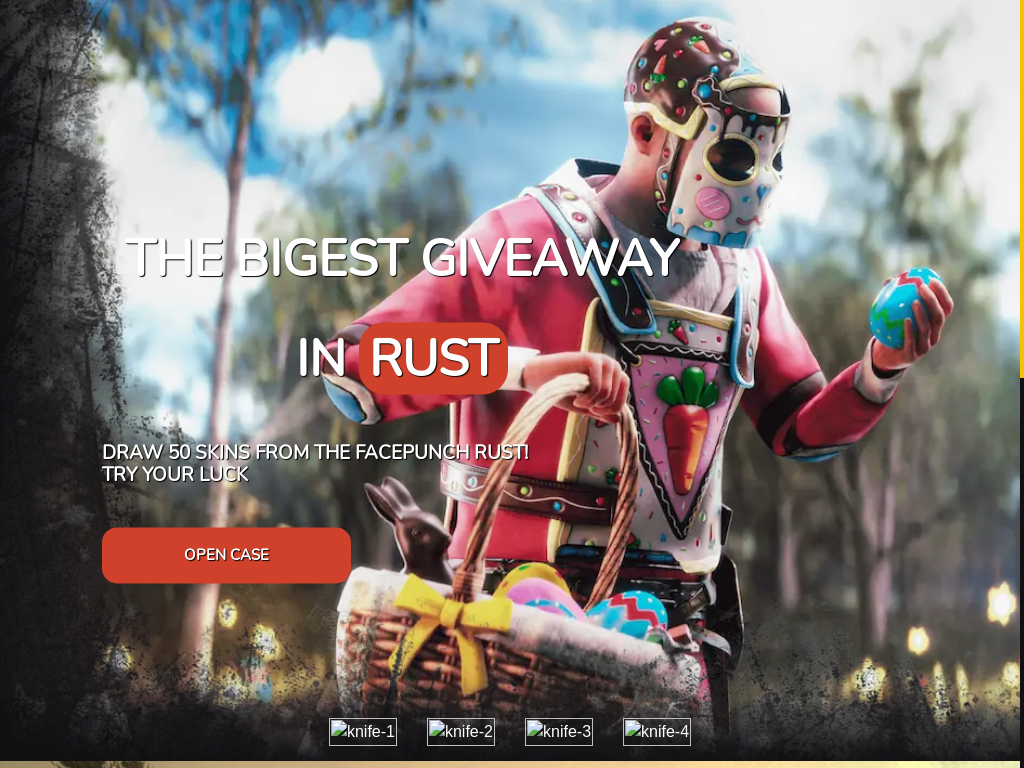 THE BIGEST GIVEAWAY
IN RUST
DRAW 50 SKINS FROM THE FACEPUNCH RUST!
TRY YOUR LUCK
OPEN CASE
knife-1 knife-2 knife-3 knife-4